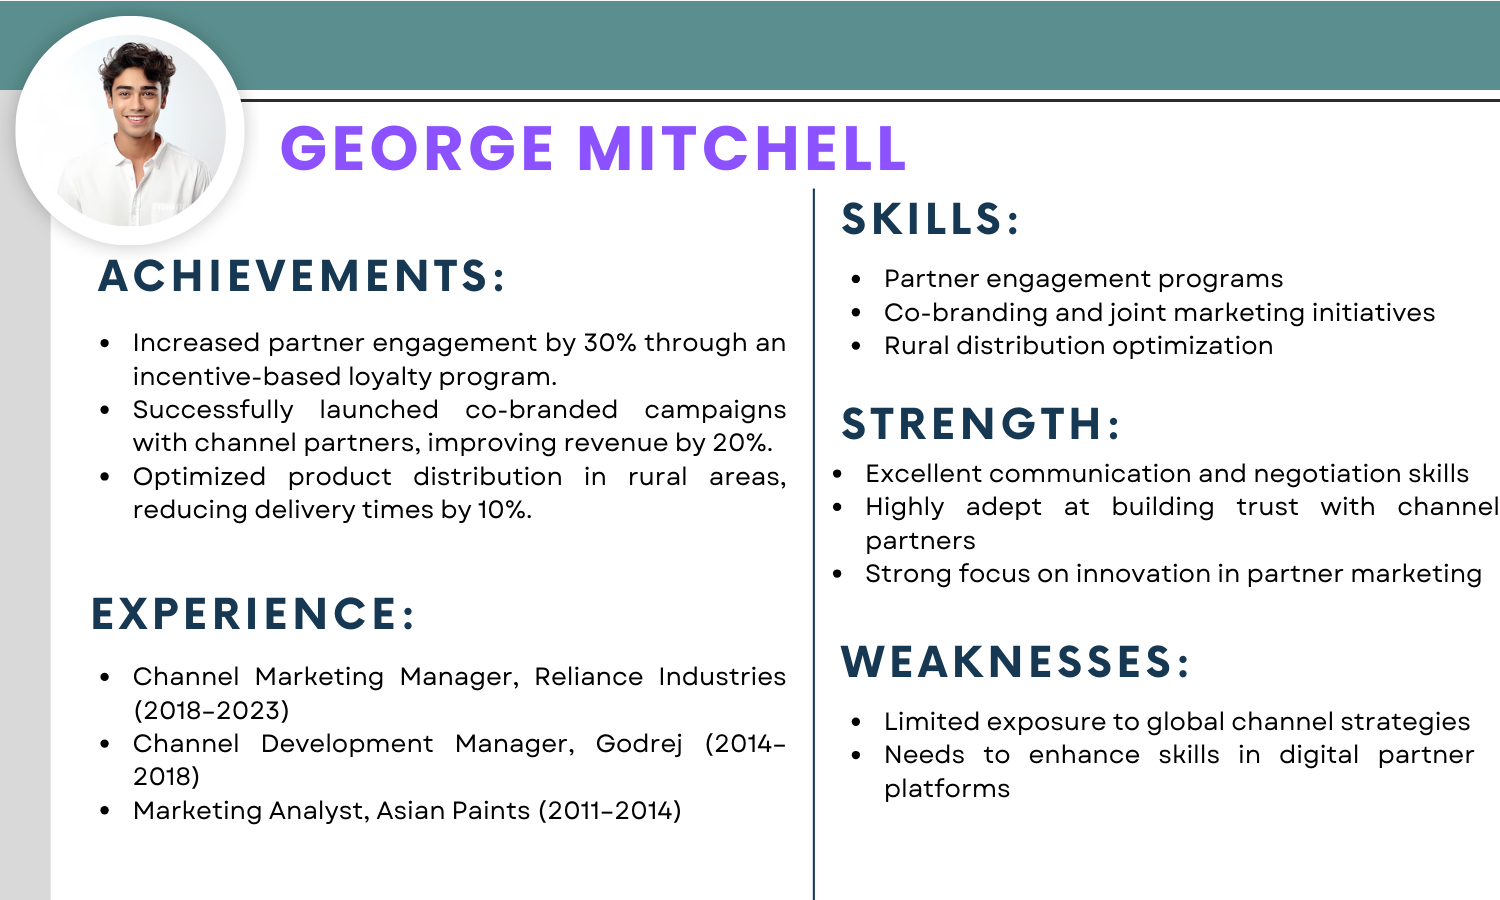 GEORGE MITCHELL
ACHIEVEMENTS:
• Increased partner engagement by 30% through an
incentive-based loyalty program.
• Successfully launched co-branded campaigns
with channel partners, improving revenue by 20%.
• Optimized product distribution in rural areas,
reducing delivery times by 10%.
EXPERIENCE:
• Channel Marketing Manager, Reliance Industries
(2018–2023)
• Channel Development Manager, Godrej (2014–
2018)
• Marketing Analyst, Asian Paints (2011–2014)
SKILLS:
• Partner engagement programs
• Co-branding and joint marketing initiatives
• Rural distribution optimization
STRENGTH:
• Excellent communication and negotiation skills
• Highly adept at building trust with channel
partners
• Strong focus on innovation in partner marketing
WEAKNESSES:
• Limited exposure to global channel strategies
• Needs to enhance skills in digital partner
platforms